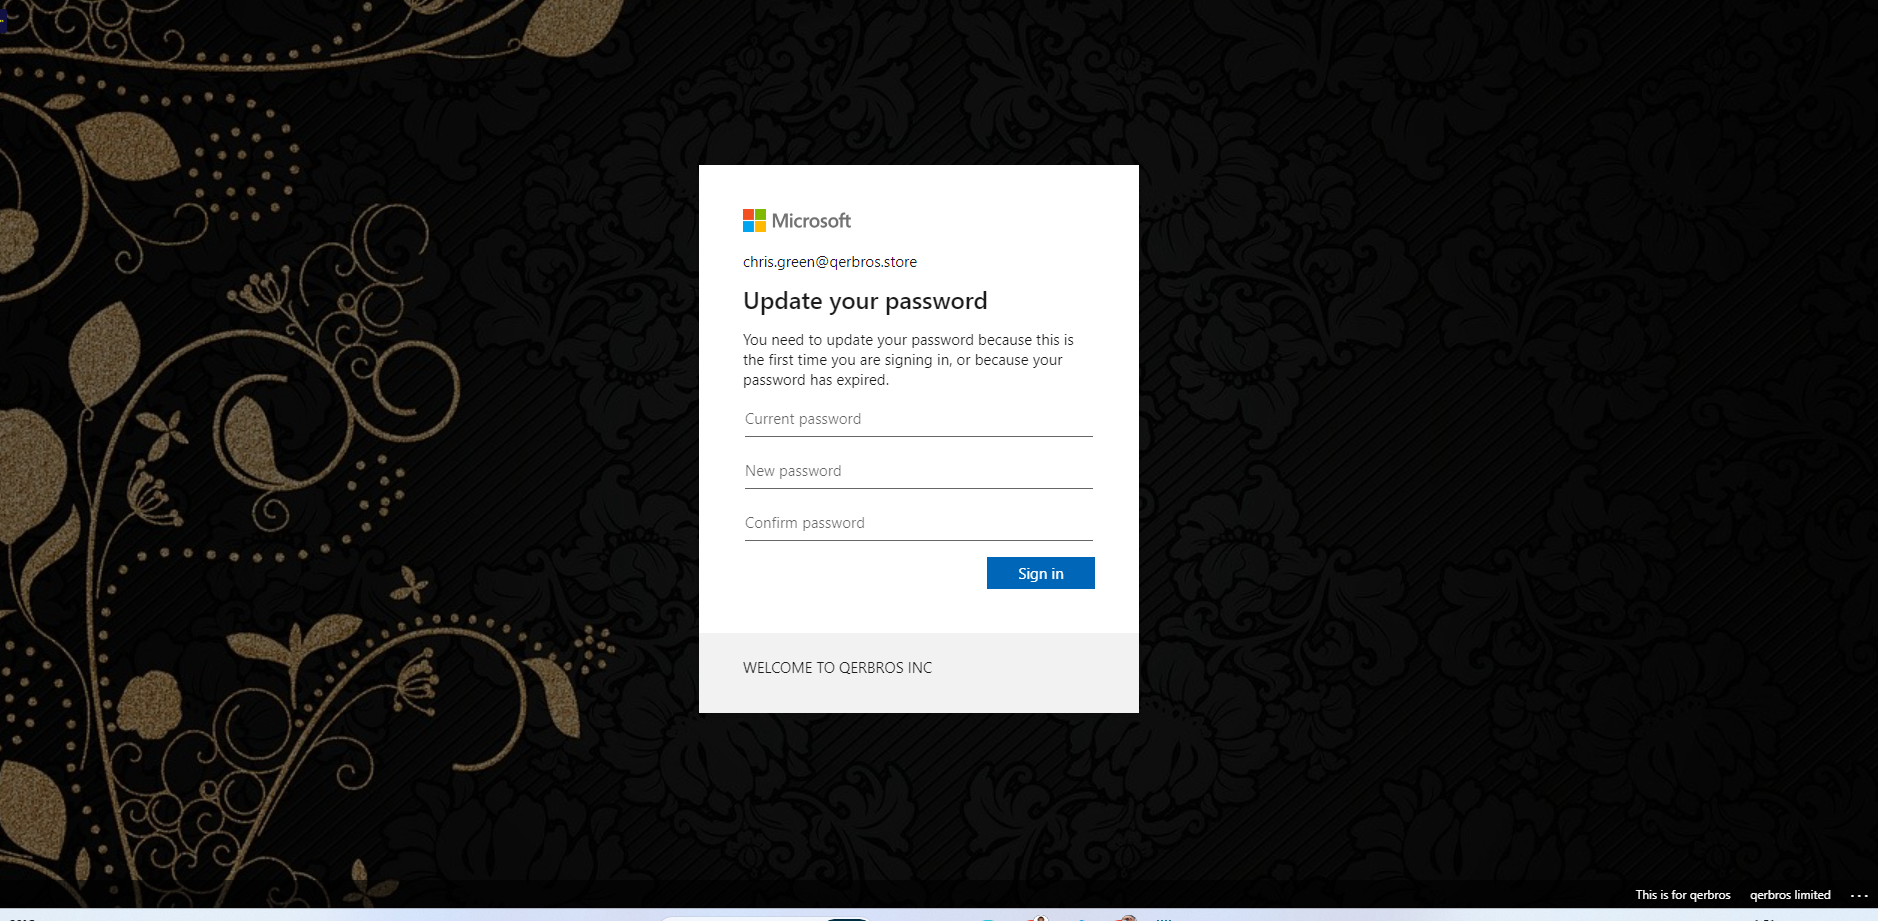 Microsoft
chris.green@qerbros.store
Update your password
You need to update your password because this is
the first time you are signing in, or because your
password has expired.
Current password
New password
Confirm password
Sign in
WELCOME TO QERBROS INC
This is for qerbros
qerbros limited
...